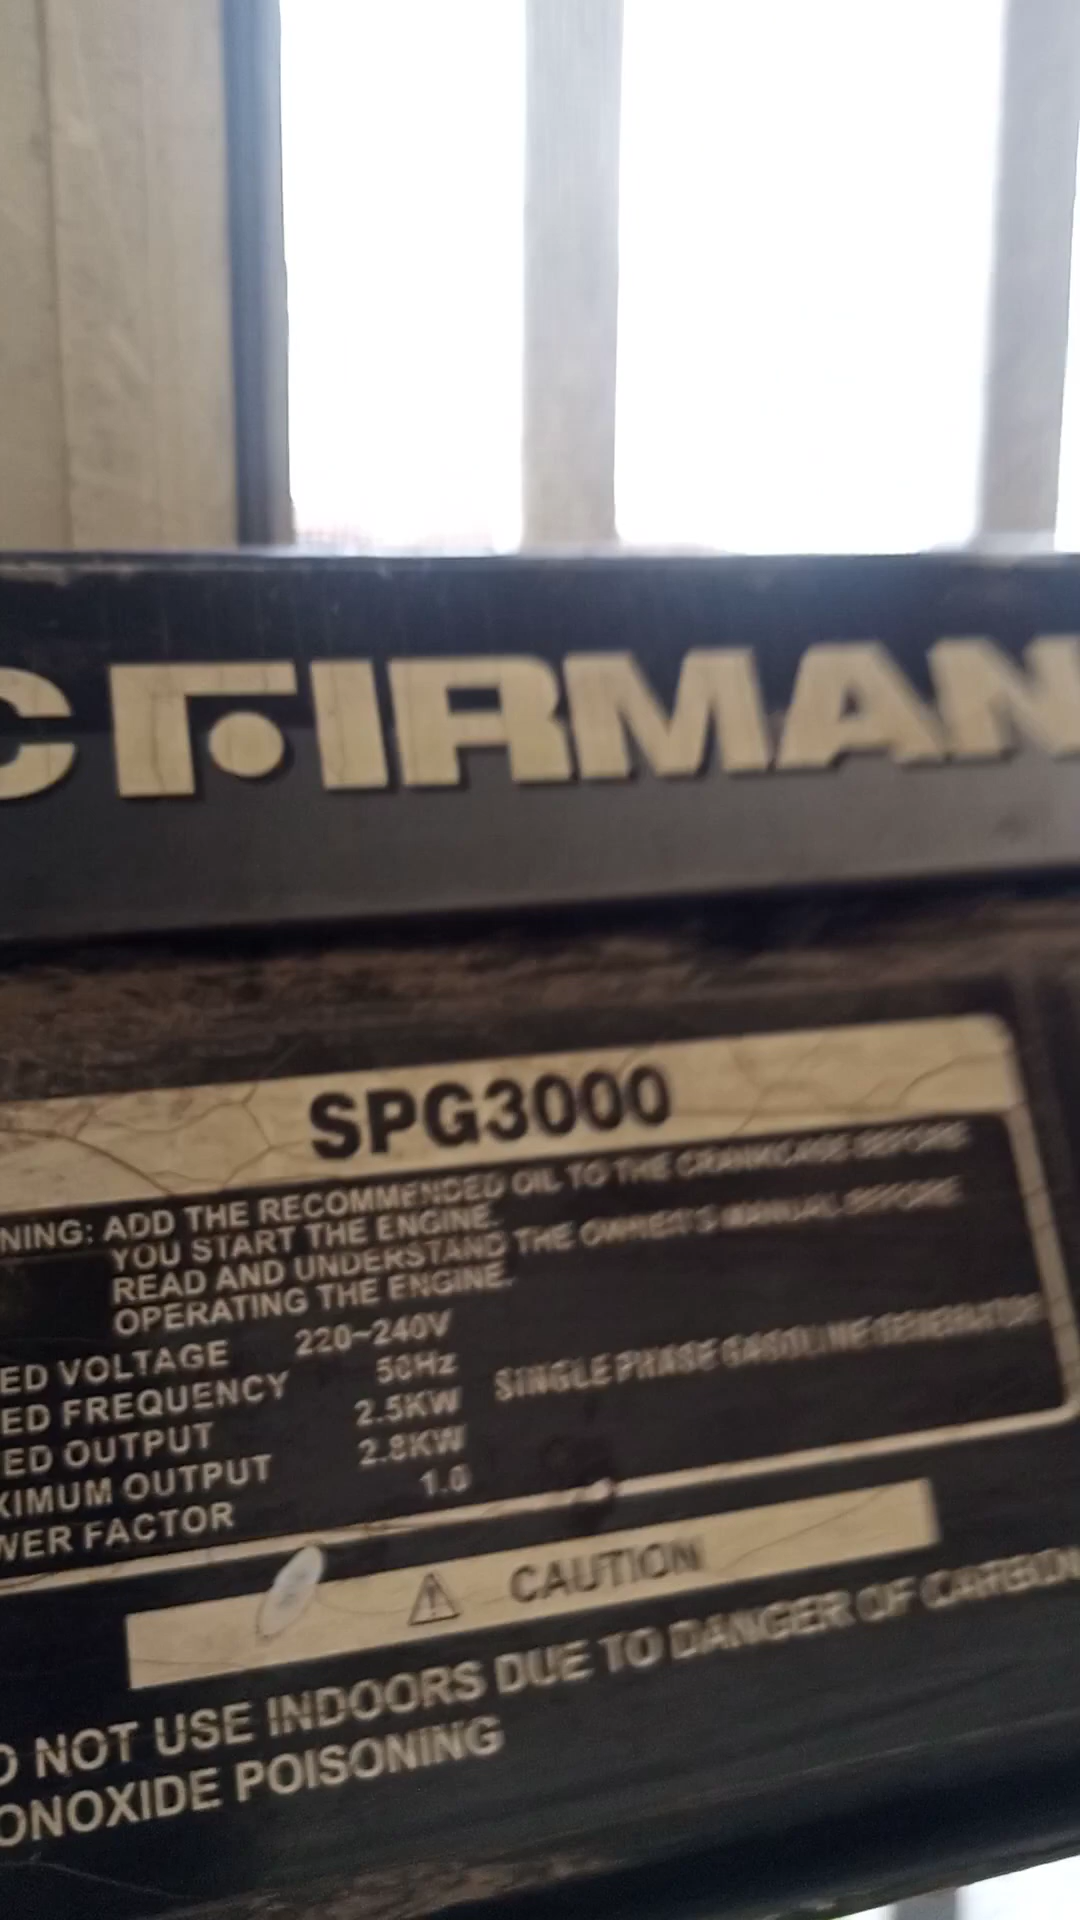 C FIRMAN
SPG3000
NING: ADD THE RECOMMENDED OIL TO THE CRANKCASE BEFORE
YOU START THE ENGINE.
READ AND UNDERSTAND THE OWNER'S MANUAL BEFORE
OPERATING THE ENGINE.
ED VOLTAGE 220~240V
ED FREQUENCY 50Hz
ED OUTPUT 2.5KW
XIMUM OUTPUT 2.8KW
WER FACTOR 1.0
SINGLE PHASE GASOLINE GENERATOR
CAUTION
O NOT USE INDOORS DUE TO DANGER OF CARBON
ONOXIDE POISONING